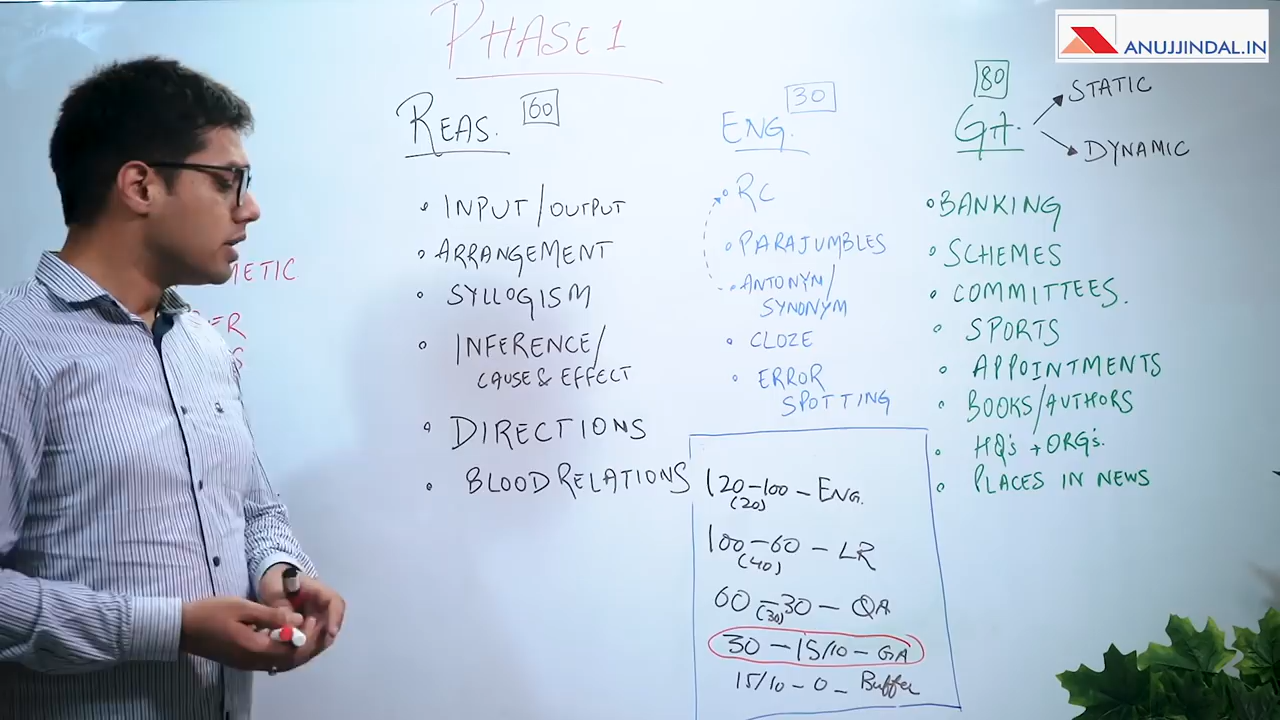 PHASE 1
ANUJJINDAL.IN
REAS. 60
INPUT/OUTPUT
ARRANGEMENT
SYLLOGISM
INFERENCE/
CAUSE & EFFECT
DIRECTIONS
BLOOD RELATIONS
ENG. 30
RC
PARAJUMBLES
ANTONYM/
SYNONYM
CLOZE
ERROR
SPOTTING
80
GA.
STATIC
DYNAMIC
BANKING
SCHEMES
COMMITTEES.
SPORTS
APPOINTMENTS
BOOKS/AUTHORS
HQ's + ORG's.
PLACES IN NEWS
120-100 - ENG.
(20)
100-60 - LR
(40)
60-30 - QA
(30)
30 - 15/10 - GA
15/10 - 0 - Buffer